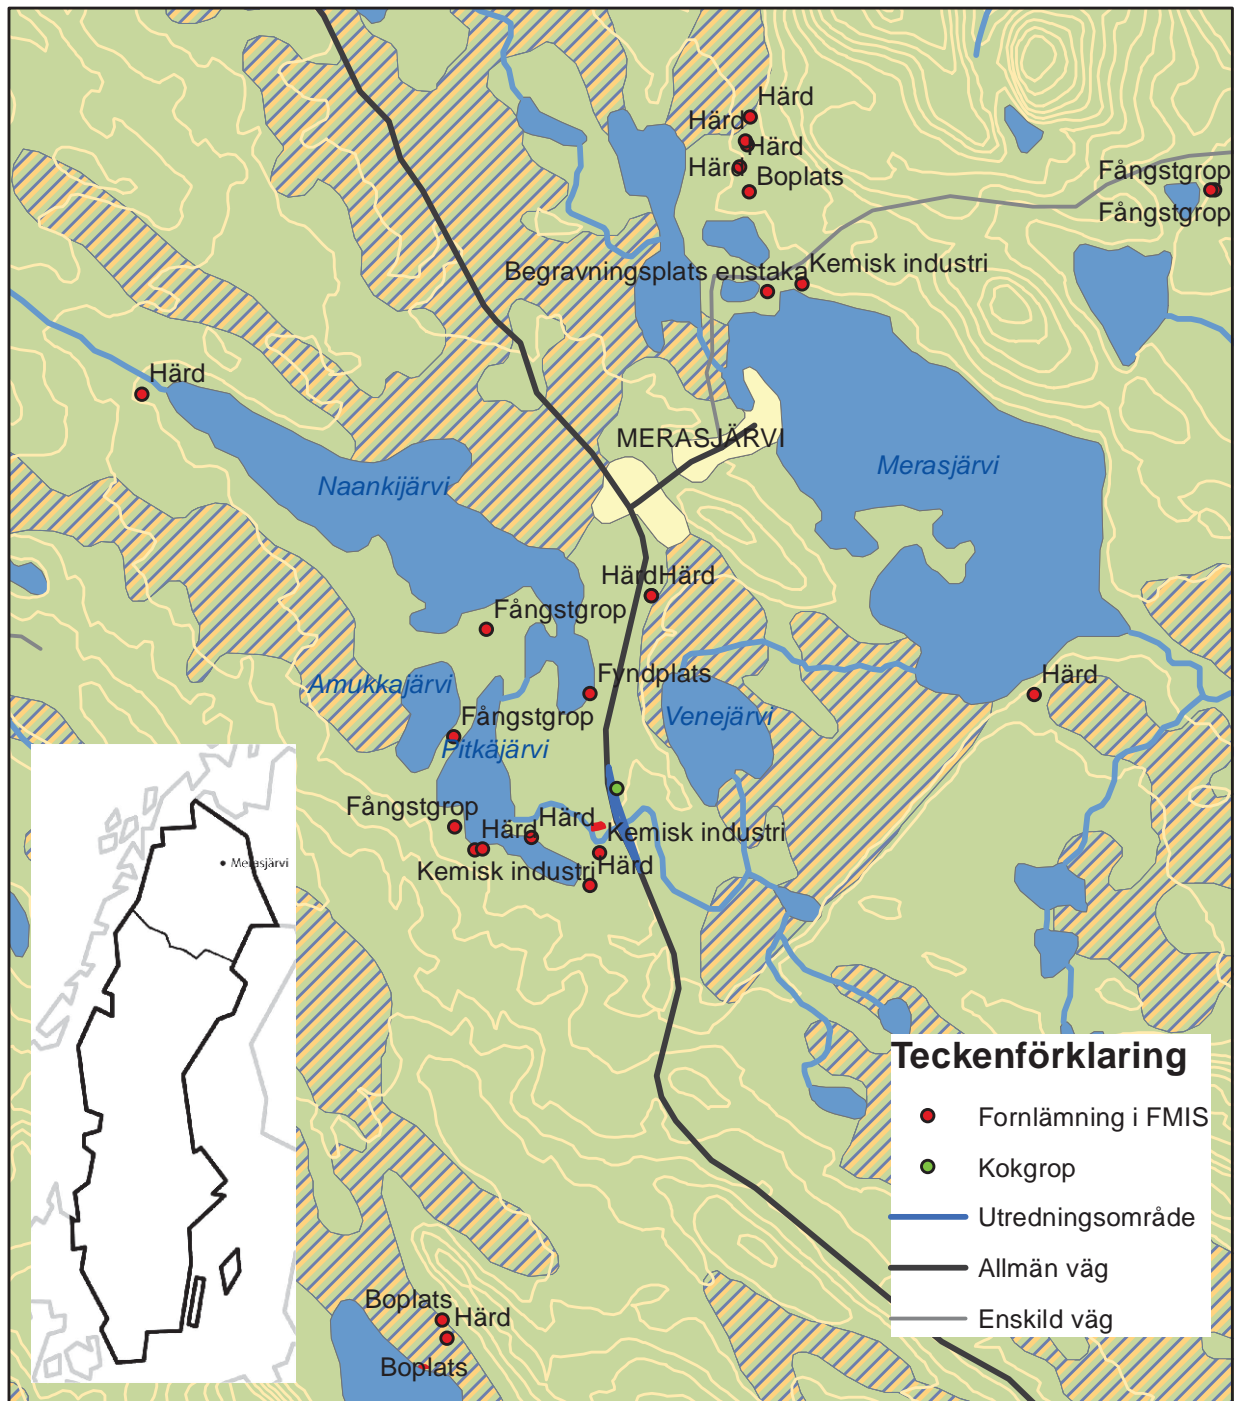 Härd
Härd
Härd
Härd
Boplats
Fångstgrop
Fångstgrop
Begravningsplats enstaka
Kemisk industri
Härd
MERASJÄRVI
Merasjärvi
Naankijärvi
HärdHärd
Fångstgrop
Fyndplats
Härd
Amukkajärvi
Fångstgrop
Venejärvi
Pitkäjärvi
Fångstgrop
Härd
Härd
Kemisk industri
Kemisk industri
Härd
Merasjärvi
Teckenförklaring
Fornlämning i FMIS
Kokgrop
Utredningsområde
Allmän väg
Enskild väg
Boplats
Härd
Boplats